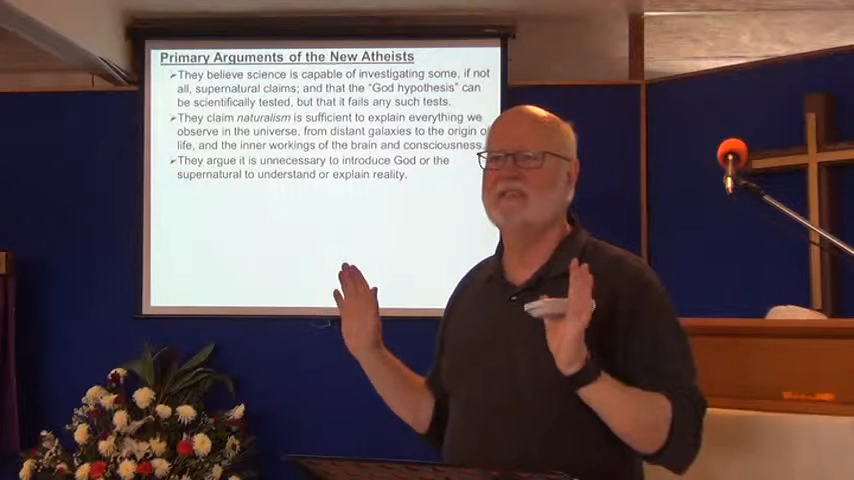 Primary Arguments of the New Atheists
➢They believe science is capable of investigating some, if not
all, supernatural claims; and that the "God hypothesis" can
be scientifically tested, but that it fails any such tests.
➢They claim naturalism is sufficient to explain everything we
observe in the universe, from distant galaxies to the origin of
life, and the inner workings of the brain and consciousness.
➢They argue it is unnecessary to introduce God or the
supernatural to understand or explain reality.